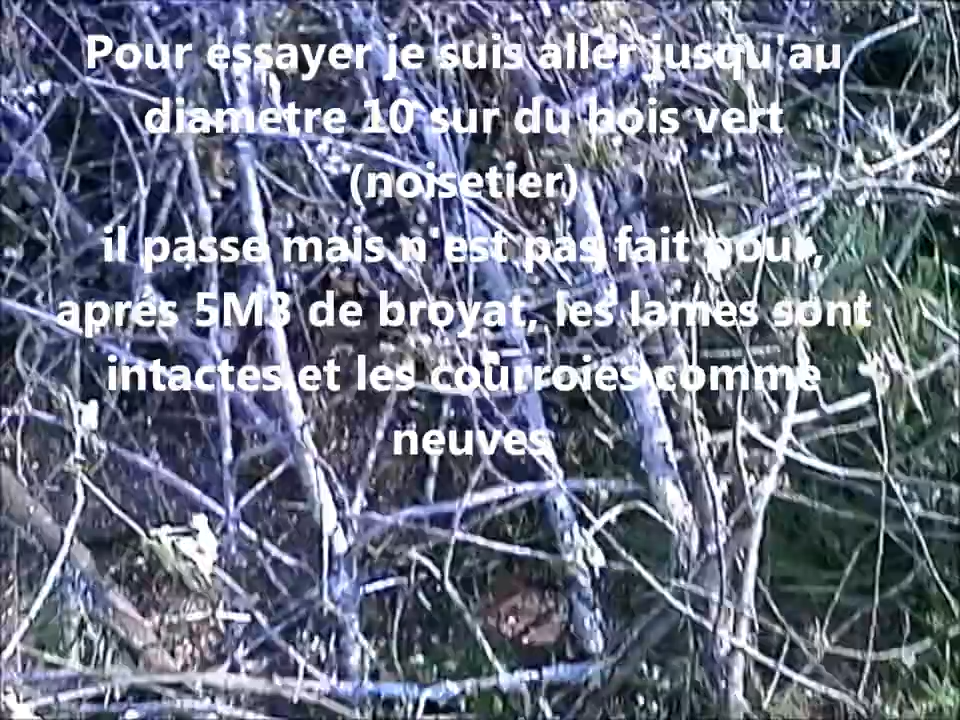 Pour essayer je suis aller jusqu'au
diametre 10 sur du bois vert
(noisetier)
il passe mais n'est pas fait pour,
aprés 5M3 de broyat, les lames sont
intactes et les courroies comme
neuves